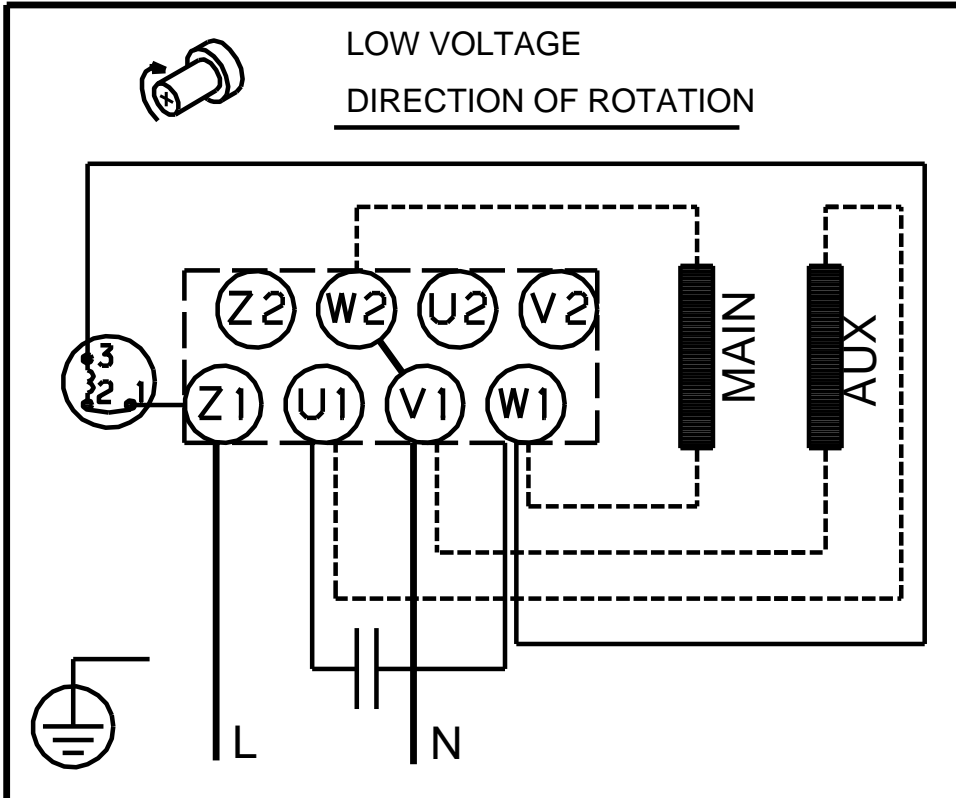 LOW VOLTAGE
DIRECTION OF ROTATION
Z2 W2 U2 V2
3
2 1
Z1 U1 V1 W1
MAIN
AUX
L N